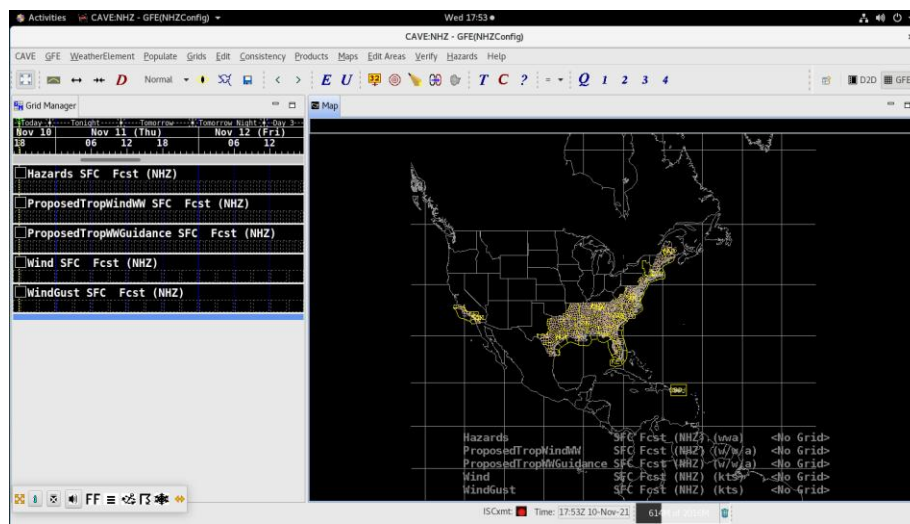 Activities CAVE:NHZ - GFE(NHZConfig) Wed 17:53
CAVE:NHZ - GFE(NHZConfig)
CAVE GFE WeatherElement Populate Grids Edit Consistency Products Maps Edit Areas Verify Hazards Help
D Normal E U 32 T C ? = Q 1 2 3 4 D2D GFE
Grid Manager
Map
Today Tonight Tomorrow Tomorrow Night Day 3
Nov 10 Nov 11 (Thu) Nov 12 (Fri)
18 06 12 18 06 12
Hazards SFC Fcst (NHZ)
ProposedTropWindWW SFC Fcst (NHZ)
ProposedTropWWGuidance SFC Fcst (NHZ)
Wind SFC Fcst (NHZ)
WindGust SFC Fcst (NHZ)
Hazards SFC Fcst (NHZ) (wwa) <No Grid>
ProposedTropWindWW SFC Fcst (NHZ) (w/w/a) <No Grid>
ProposedTropWWGuidance SFC Fcst (NHZ) (w/w/a) <No Grid>
Wind SFC Fcst (NHZ) (kts) <No Grid>
WindGust SFC Fcst (NHZ) (kts) <No Grid>
FF
ISCxmt: Time: 17:53Z 10-Nov-21